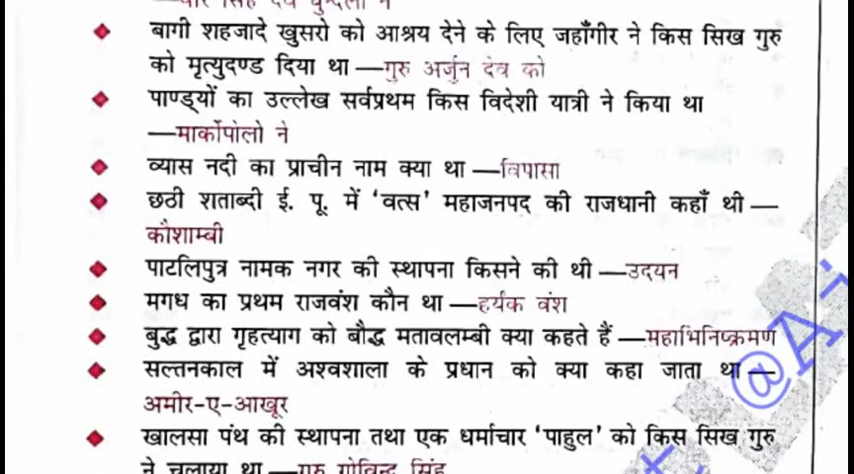 बागी शहजादे खुसरो को आश्रय देने के लिए जहाँगीर ने किस सिख गुरु
को मृत्युदण्ड दिया था —गुरु अर्जुन देव को
पाण्ड्यों का उल्लेख सर्वप्रथम किस विदेशी यात्री ने किया था
—मार्कोपोलो ने
व्यास नदी का प्राचीन नाम क्या था —विपासा
छठी शताब्दी ई. पू. में ‘वत्स’ महाजनपद की राजधानी कहाँ थी —
कौशाम्बी
पाटलिपुत्र नामक नगर की स्थापना किसने की थी —उदयन
मगध का प्रथम राजवंश कौन था —हर्यक वंश
बुद्ध द्वारा गृहत्याग को बौद्ध मतावलम्बी क्या कहते हैं —महाभिनिष्क्रमण
सल्तनकाल में अश्वशाला के प्रधान को क्या कहा जाता था —
अमीर-ए-आखूर
खालसा पंथ की स्थापना तथा एक धर्माचार ‘पाहुल’ को किस सिख गुरु
ने चलाया था —गुरु गोविन्द सिंह